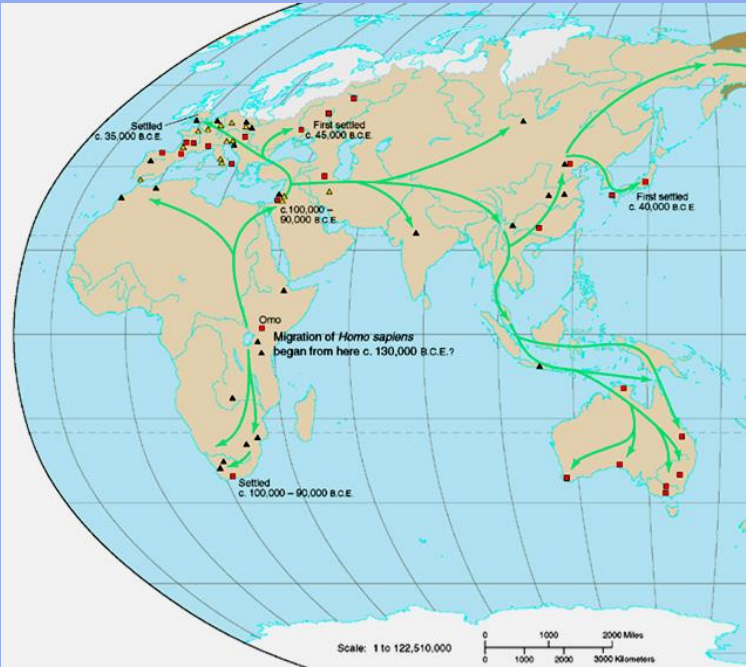 Settled
c. 35,000 B.C.E.
First settled
c. 45,000 B.C.E.
c.100,000 –
90,000 B.C.E.
First settled
c. 40,000 B.C.E.
Omo
Migration of Homo sapiens
began from here c. 130,000 B.C.E.?
Settled
c. 100,000 – 90,000 B.C.E.
Scale: 1 to 122,510,000
0 1000 2000 Miles
0 1000 2000 3000 Kilometers